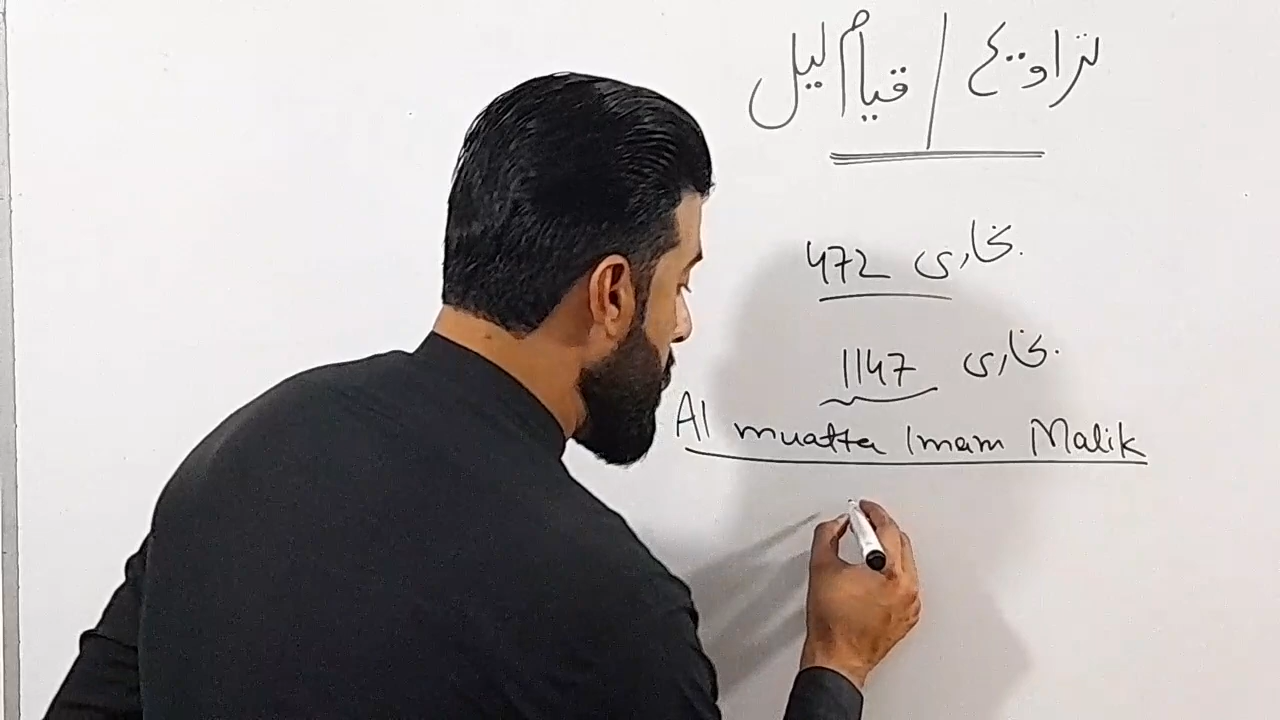 تراویح / قیام لیل
بخاری 472
بخاری 1147
Al muatta Imam Malik